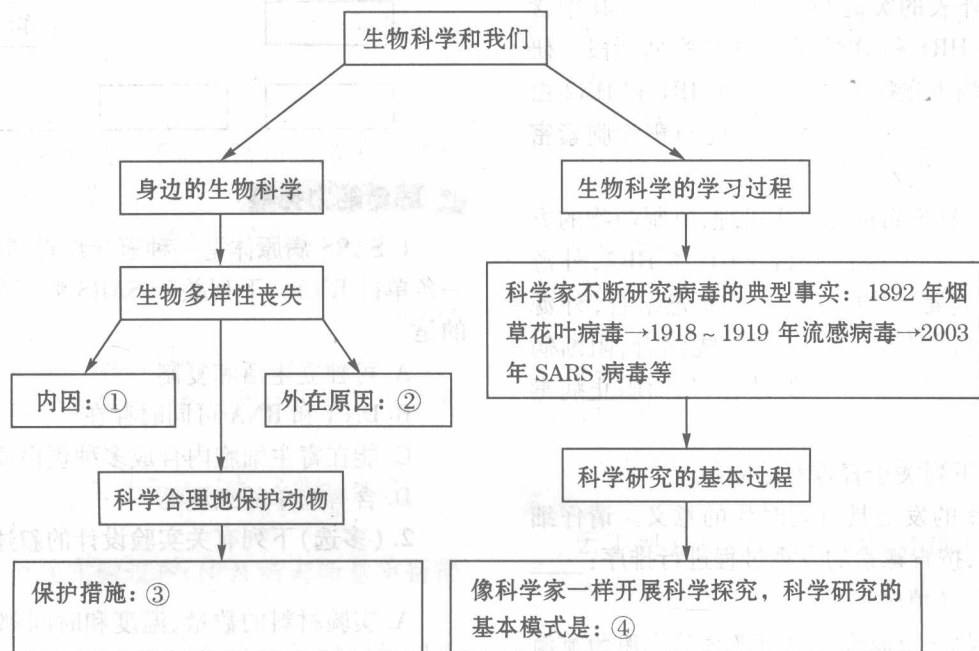 生物科学和我们
身边的生物科学
生物科学的学习过程
生物多样性丧失
科学家不断研究病毒的典型事实：1892 年烟
草花叶病毒→1918~1919 年流感病毒→2003
年 SARS 病毒等
内因：①
外在原因：②
科学合理地保护动物
科学研究的基本过程
保护措施：③
像科学家一样开展科学探究，科学研究的
基本模式是：④